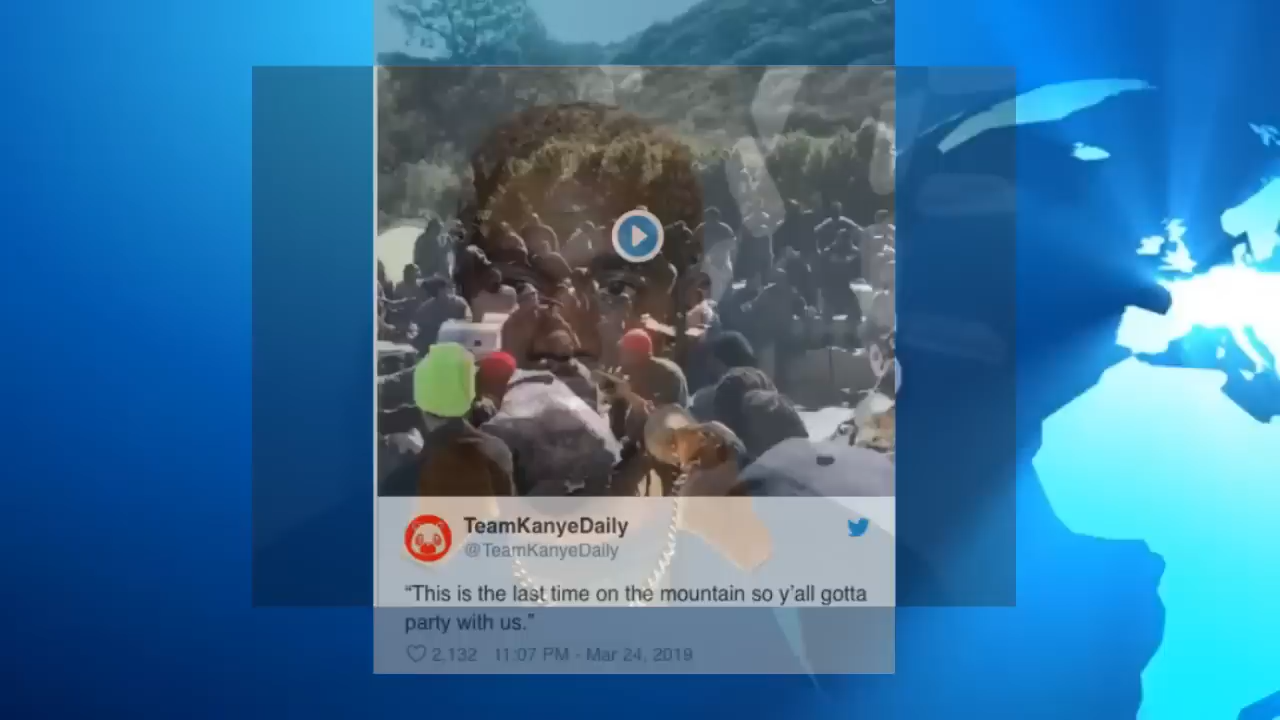 TeamKanyeDaily
@TeamKanyeDaily
“This is the last time on the mountain so y’all gotta
party with us.”
2,132 11:07 PM - Mar 24, 2019